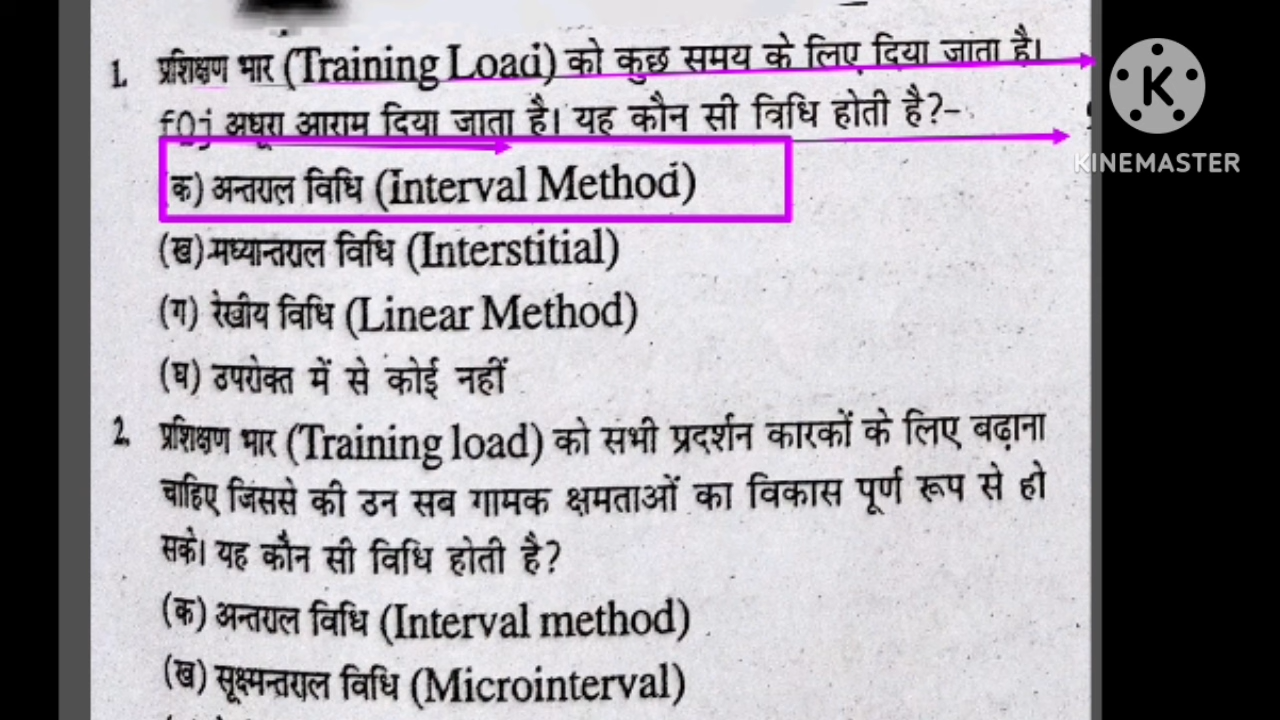 1. प्रशिक्षण भार (Training Load) को कुछ समय के लिए दिया जाता है।
fOj अधूरा आराम दिया जाता है। यह कौन सी विधि होती है?-
क) अन्तराल विधि (Interval Method)
(ख) मध्यान्तराल विधि (Interstitial)
(ग) रेखीय विधि (Linear Method)
(घ) उपरोक्त में से कोई नहीं
2. प्रशिक्षण भार (Training load) को सभी प्रदर्शन कारकों के लिए बढ़ाना
चाहिए जिससे की उन सब गामक क्षमताओं का विकास पूर्ण रूप से हो
सके। यह कौन सी विधि होती है?
(क) अन्तराल विधि (Interval method)
(ख) सूक्ष्मन्तराल विधि (Microinterval)
K
KINEMASTER